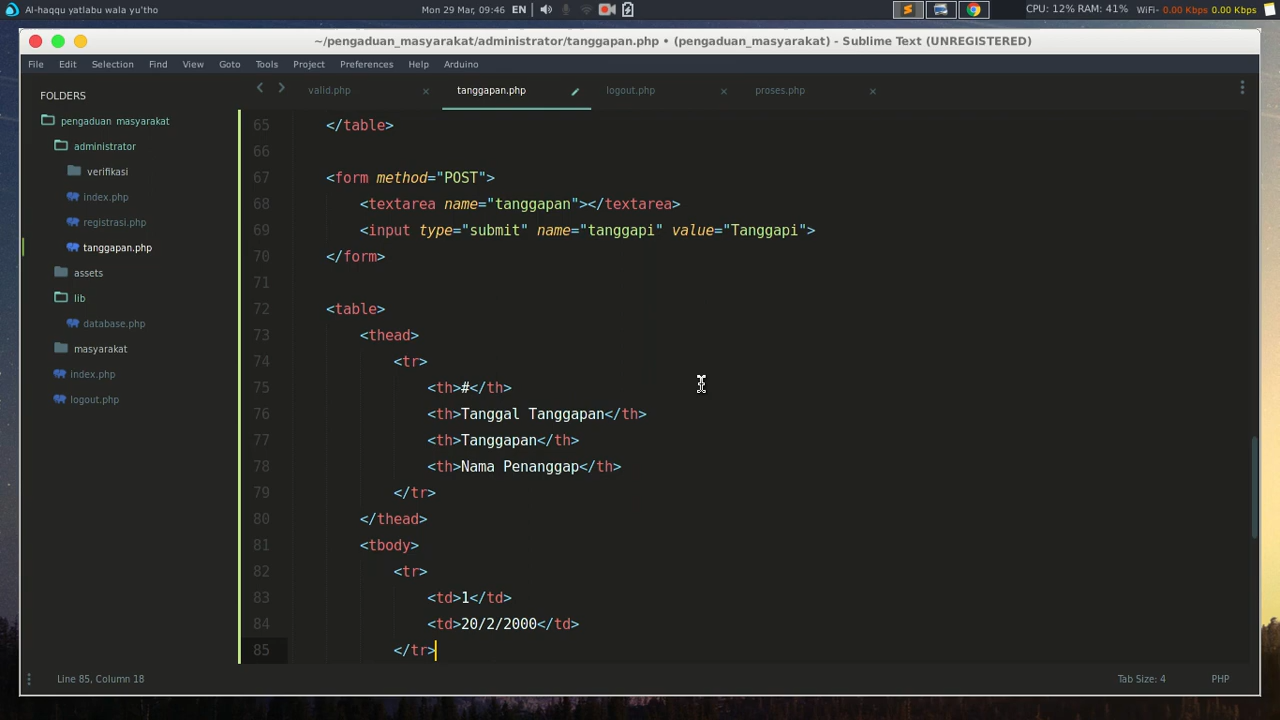 Al-haqqu yatlabu wala yu'tho
Mon 29 Mar, 09:46 EN
CPU: 12% RAM: 41% WiFi- 0.00 Kbps 0.00 Kbps
~/pengaduan_masyarakat/administrator/tanggapan.php • (pengaduan_masyarakat) - Sublime Text (UNREGISTERED)
File Edit Selection Find View Goto Tools Project Preferences Help Arduino
FOLDERS
pengaduan masyarakat
administrator
verifikasi
index.php
registrasi.php
tanggapan.php
assets
lib
database.php
masyarakat
index.php
logout.php
valid.php × tanggapan.php logout.php × proses.php ×
65 </table>
66
67 <form method="POST">
68 <textarea name="tanggapan"></textarea>
69 <input type="submit" name="tanggapi" value="Tanggapi">
70 </form>
71
72 <table>
73 <thead>
74 <tr>
75 <th>#</th>
76 <th>Tanggal Tanggapan</th>
77 <th>Tanggapan</th>
78 <th>Nama Penanggap</th>
79 </tr>
80 </thead>
81 <tbody>
82 <tr>
83 <td>1</td>
84 <td>20/2/2000</td>
85 </tr>
Line 85, Column 18
Tab Size: 4 PHP